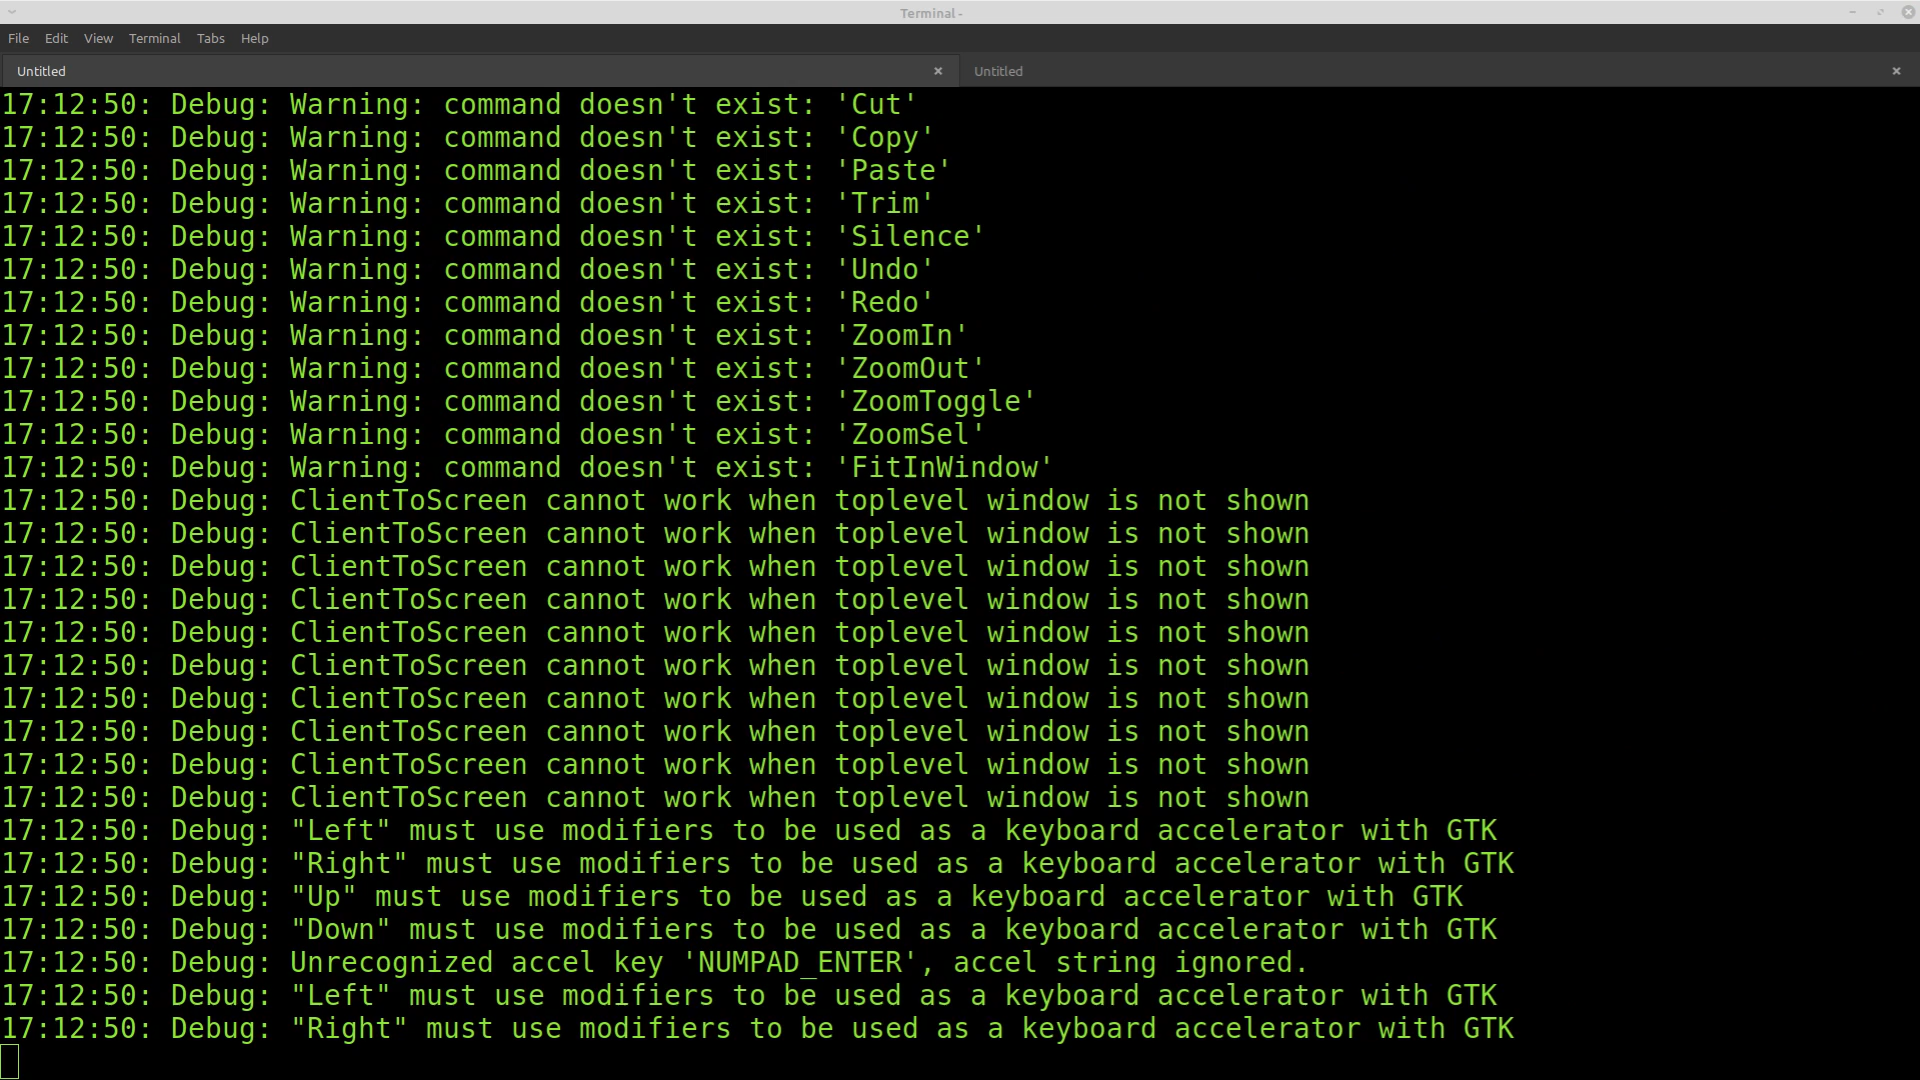 Terminal -
File Edit View Terminal Tabs Help
Untitled Untitled
17:12:50: Debug: Warning: command doesn't exist: 'Cut'
17:12:50: Debug: Warning: command doesn't exist: 'Copy'
17:12:50: Debug: Warning: command doesn't exist: 'Paste'
17:12:50: Debug: Warning: command doesn't exist: 'Trim'
17:12:50: Debug: Warning: command doesn't exist: 'Silence'
17:12:50: Debug: Warning: command doesn't exist: 'Undo'
17:12:50: Debug: Warning: command doesn't exist: 'Redo'
17:12:50: Debug: Warning: command doesn't exist: 'ZoomIn'
17:12:50: Debug: Warning: command doesn't exist: 'ZoomOut'
17:12:50: Debug: Warning: command doesn't exist: 'ZoomToggle'
17:12:50: Debug: Warning: command doesn't exist: 'ZoomSel'
17:12:50: Debug: Warning: command doesn't exist: 'FitInWindow'
17:12:50: Debug: ClientToScreen cannot work when toplevel window is not shown
17:12:50: Debug: ClientToScreen cannot work when toplevel window is not shown
17:12:50: Debug: ClientToScreen cannot work when toplevel window is not shown
17:12:50: Debug: ClientToScreen cannot work when toplevel window is not shown
17:12:50: Debug: ClientToScreen cannot work when toplevel window is not shown
17:12:50: Debug: ClientToScreen cannot work when toplevel window is not shown
17:12:50: Debug: ClientToScreen cannot work when toplevel window is not shown
17:12:50: Debug: ClientToScreen cannot work when toplevel window is not shown
17:12:50: Debug: ClientToScreen cannot work when toplevel window is not shown
17:12:50: Debug: ClientToScreen cannot work when toplevel window is not shown
17:12:50: Debug: "Left" must use modifiers to be used as a keyboard accelerator with GTK
17:12:50: Debug: "Right" must use modifiers to be used as a keyboard accelerator with GTK
17:12:50: Debug: "Up" must use modifiers to be used as a keyboard accelerator with GTK
17:12:50: Debug: "Down" must use modifiers to be used as a keyboard accelerator with GTK
17:12:50: Debug: Unrecognized accel key 'NUMPAD_ENTER', accel string ignored.
17:12:50: Debug: "Left" must use modifiers to be used as a keyboard accelerator with GTK
17:12:50: Debug: "Right" must use modifiers to be used as a keyboard accelerator with GTK